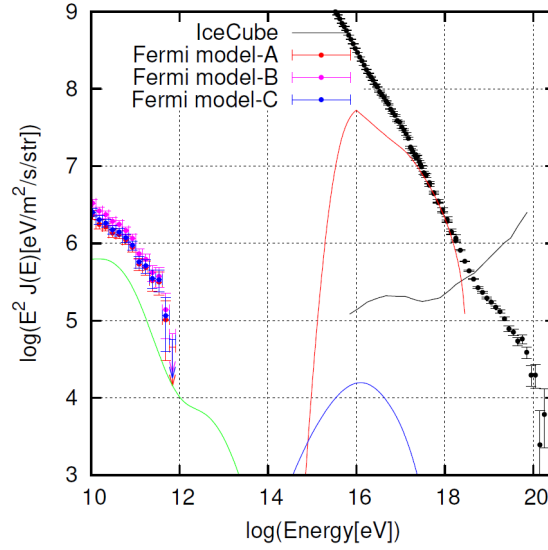 IceCube
Fermi model-A
Fermi model-B
Fermi model-C
log(E² J(E)[eV/m²/s/str])
9
8
7
6
5
4
3
10 12 14 16 18 20
log(Energy[eV])